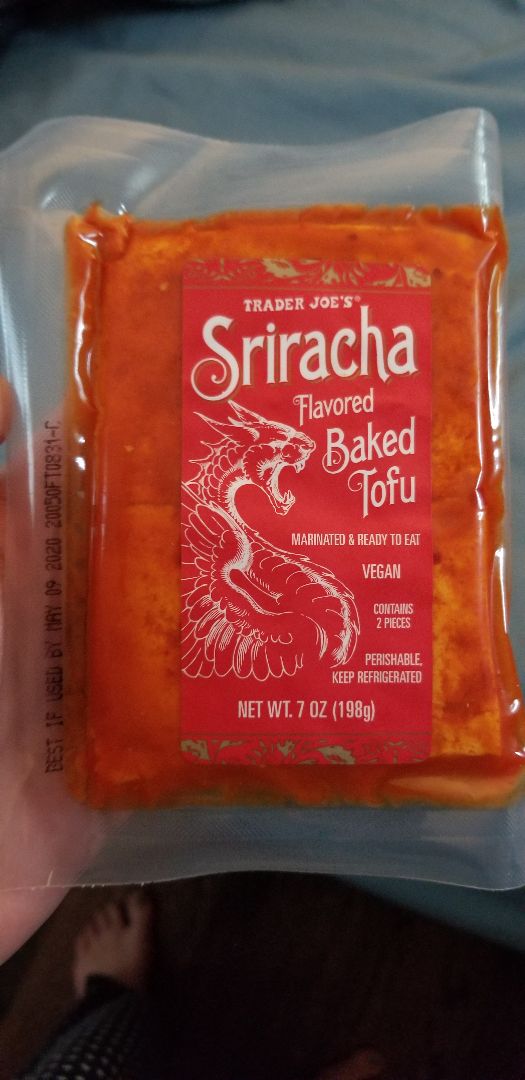 TRADER JOE'S®
Sriracha
Flavored
Baked
Tofu
MARINATED & READY TO EAT
VEGAN
CONTAINS
2 PIECES
PERISHABLE,
KEEP REFRIGERATED
NET WT. 7 OZ (198g)
BEST IF USED BY MAY 09 2020 20050FT0831-C